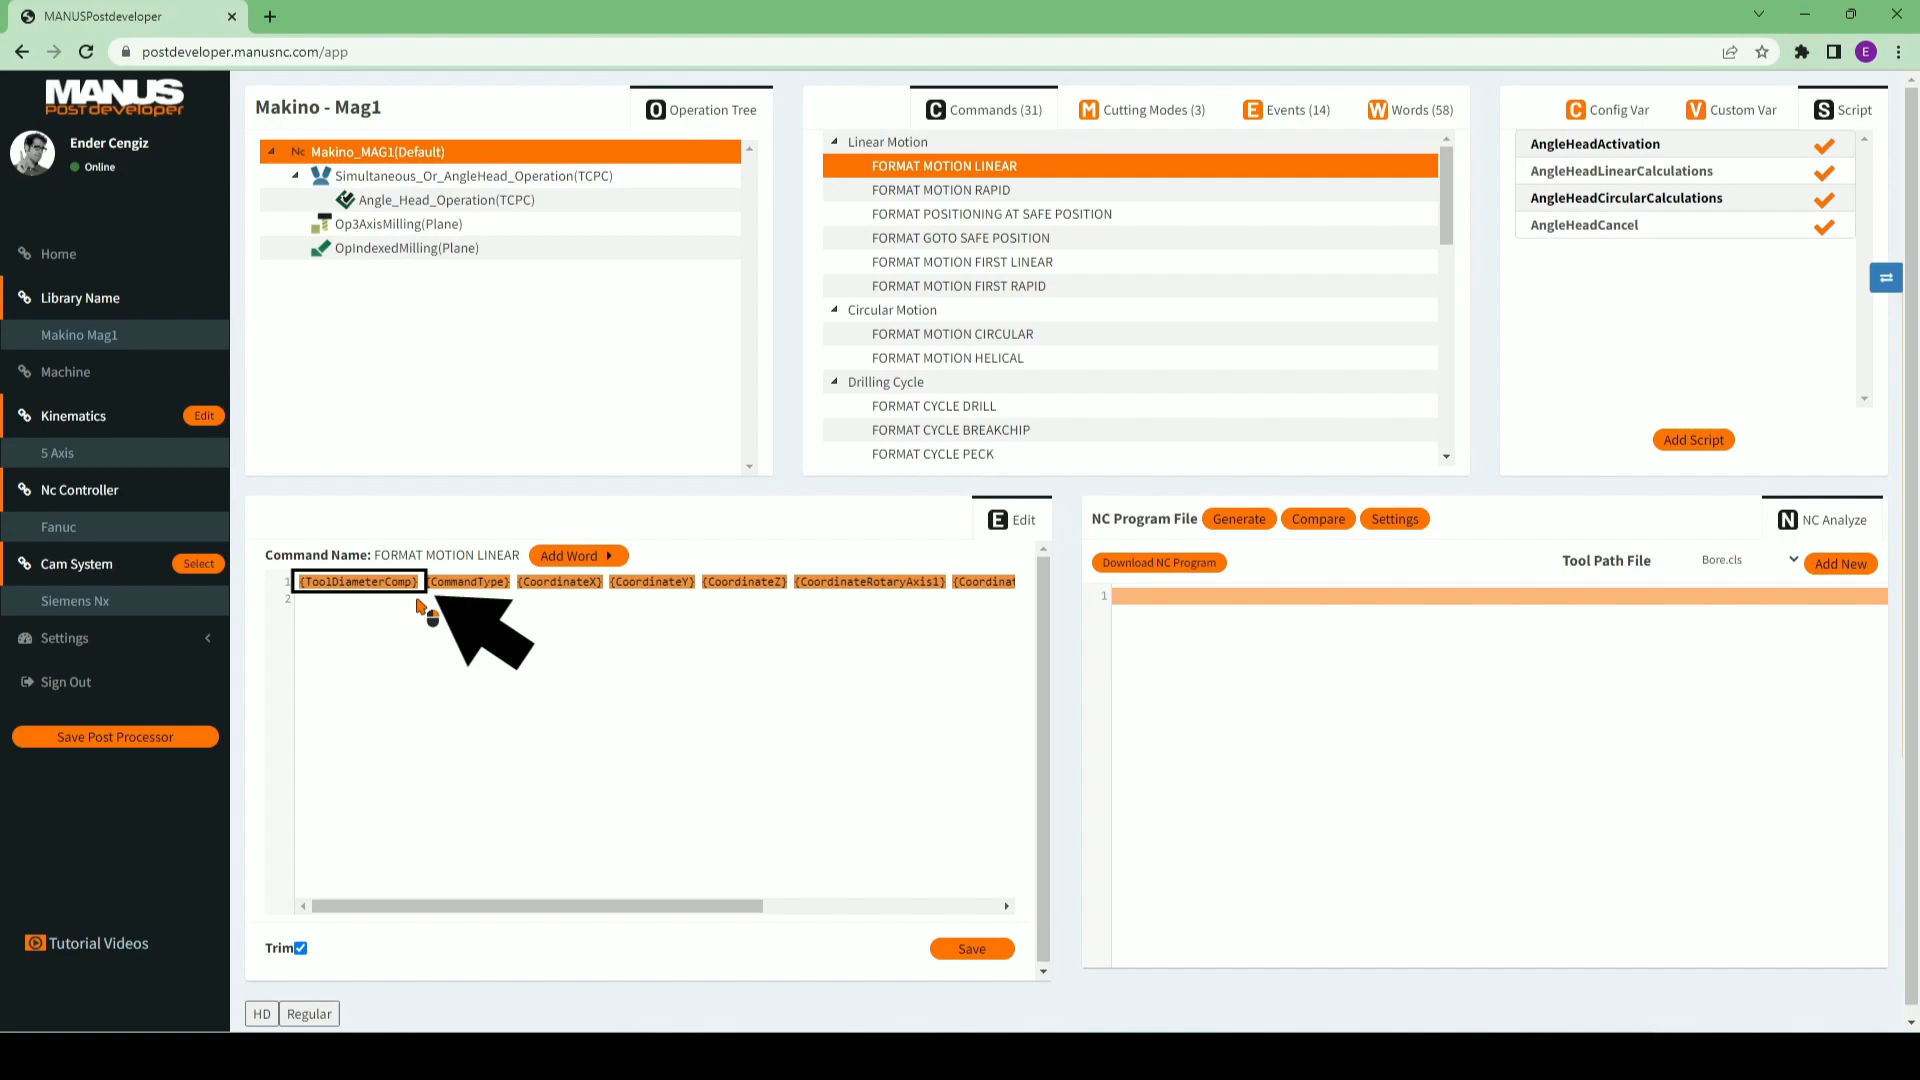 MANUSPostdeveloper
postdeveloper.manusnc.com/app
E
MANUS
POSTdeveloper
Ender Cengiz
Online
Home
Library Name
Makino Mag1
Machine
Kinematics
Edit
5 Axis
Nc Controller
Fanuc
Cam System
Select
Siemens Nx
Settings
Sign Out
Save Post Processor
Tutorial Videos
Makino - Mag1
O Operation Tree
Nc Makino_MAG1(Default)
Simultaneous_Or_AngleHead_Operation(TCPC)
Angle_Head_Operation(TCPC)
Op3AxisMilling(Plane)
OpIndexedMilling(Plane)
C Commands (31)
M Cutting Modes (3)
E Events (14)
W Words (58)
Linear Motion
FORMAT MOTION LINEAR
FORMAT MOTION RAPID
FORMAT POSITIONING AT SAFE POSITION
FORMAT GOTO SAFE POSITION
FORMAT MOTION FIRST LINEAR
FORMAT MOTION FIRST RAPID
Circular Motion
FORMAT MOTION CIRCULAR
FORMAT MOTION HELICAL
Drilling Cycle
FORMAT CYCLE DRILL
FORMAT CYCLE BREAKCHIP
FORMAT CYCLE PECK
C Config Var
V Custom Var
S Script
AngleHeadActivation
AngleHeadLinearCalculations
AngleHeadCircularCalculations
AngleHeadCancel
Add Script
E Edit
Command Name: FORMAT MOTION LINEAR
Add Word
1 {ToolDiameterComp} {CommandType} {CoordinateX} {CoordinateY} {CoordinateZ} {CoordinateRotaryAxis1} {Coordinat
2
Trim
Save
NC Program File
Generate
Compare
Settings
N NC Analyze
Download NC Program
Tool Path File
Bore.cls
Add New
1
HD
Regular